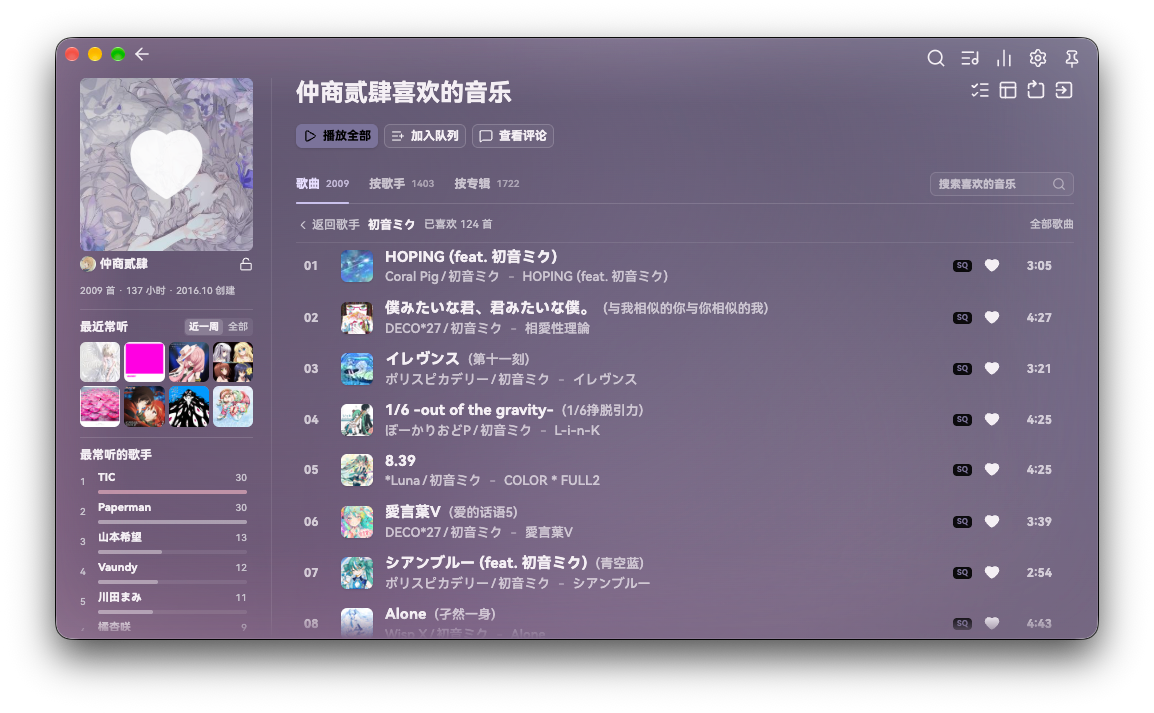 仲商贰肆喜欢的音乐
播放全部
加入队列
查看评论
歌曲 2009
按歌手 1403
按专辑 1722
搜索喜欢的音乐
返回歌手 初音ミク 已喜欢 124 首
全部歌曲
仲商贰肆
2009 首 · 137 小时 · 2016.10 创建
最近常听 近一周 全部
最常听的歌手
1 TIC 30
2 Paperman 30
3 山本希望 13
4 Vaundy 12
5 川田まみ 11
橘杏咲 9
01 HOPING (feat. 初音ミク)
Coral Pig / 初音ミク - HOPING (feat. 初音ミク)
SQ 3:05
02 僕みたいな君、君みたいな僕。（与我相似的你与你相似的我)
DECO*27 / 初音ミク - 相愛性理論
SQ 4:27
03 イレヴンス（第十一刻)
ポリスピカデリー / 初音ミク - イレヴンス
SQ 3:21
04 1/6 -out of the gravity-（1/6挣脱引力)
ぼーかりおどP / 初音ミク - L-i-n-K
SQ 4:25
05 8.39
*Luna / 初音ミク - COLOR * FULL2
SQ 4:25
06 愛言葉V（爱的话语5)
DECO*27 / 初音ミク - 愛言葉V
SQ 3:39
07 シアンブルー (feat. 初音ミク)（青空蓝)
ポリスピカデリー / 初音ミク - シアンブルー
SQ 2:54
08 Alone（孑然一身)
Wisp X / 初音ミク - Alone
SQ 4:43